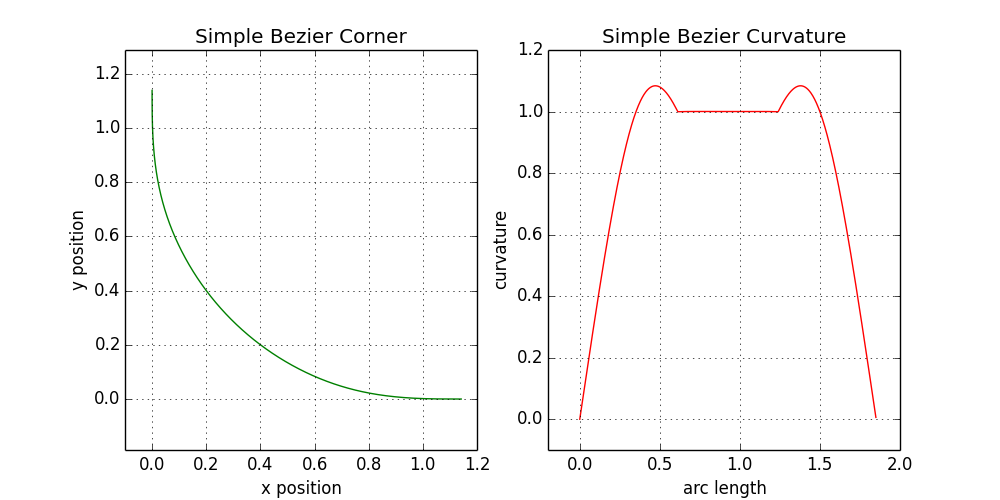 Simple Bezier Corner
1.2
1.0
0.8
0.6
0.4
0.2
0.0
y position
0.0 0.2 0.4 0.6 0.8 1.0 1.2
x position
Simple Bezier Curvature
1.2
1.0
0.8
0.6
0.4
0.2
0.0
curvature
0.0 0.5 1.0 1.5 2.0
arc length